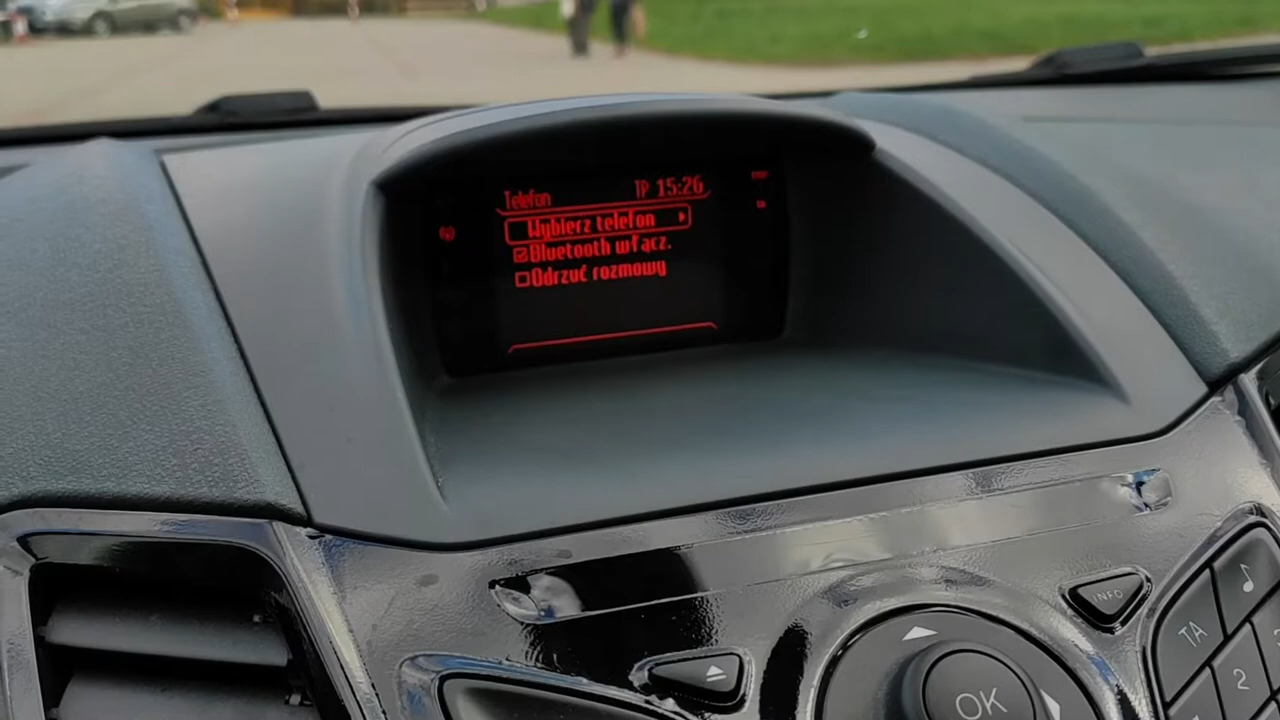 Telefon TP 15:26
Wybierz telefon
Bluetooth włącz.
Odrzuć rozmowy
INFO
TA
2
OK